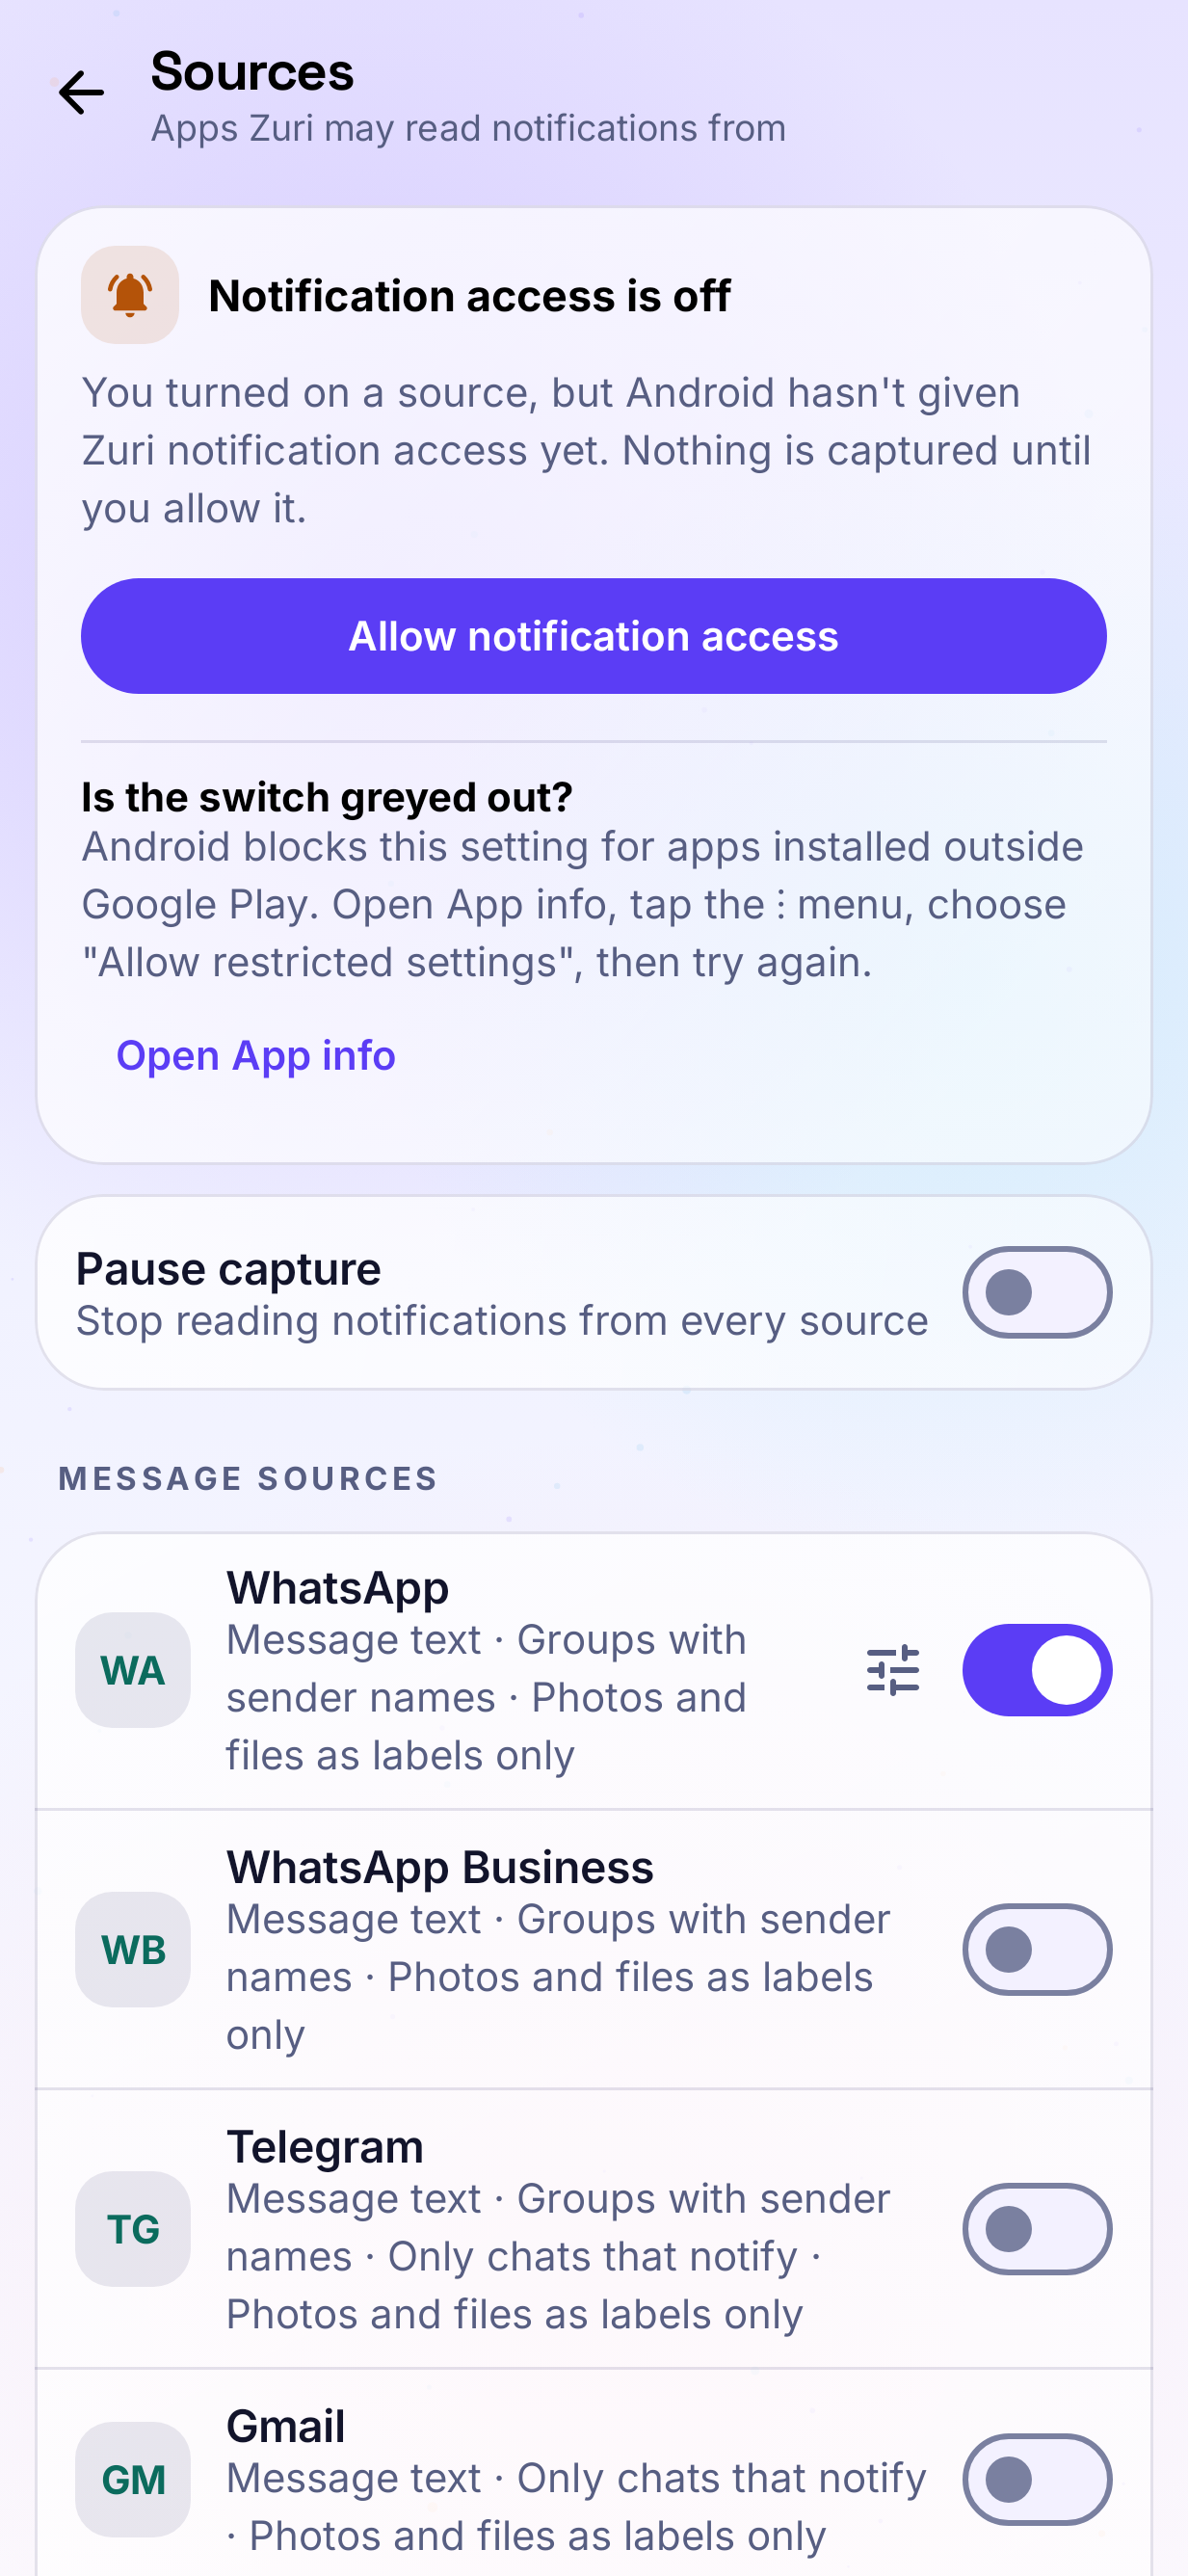 Sources
Apps Zuri may read notifications from
Notification access is off
You turned on a source, but Android hasn't given
Zuri notification access yet. Nothing is captured until
you allow it.
Allow notification access
Is the switch greyed out?
Android blocks this setting for apps installed outside
Google Play. Open App info, tap the ⋮ menu, choose
"Allow restricted settings", then try again.
Open App info
Pause capture
Stop reading notifications from every source
MESSAGE SOURCES
WA
WhatsApp
Message text · Groups with
sender names · Photos and
files as labels only
WB
WhatsApp Business
Message text · Groups with sender
names · Photos and files as labels
only
TG
Telegram
Message text · Groups with sender
names · Only chats that notify ·
Photos and files as labels only
GM
Gmail
Message text · Only chats that notify
· Photos and files as labels only